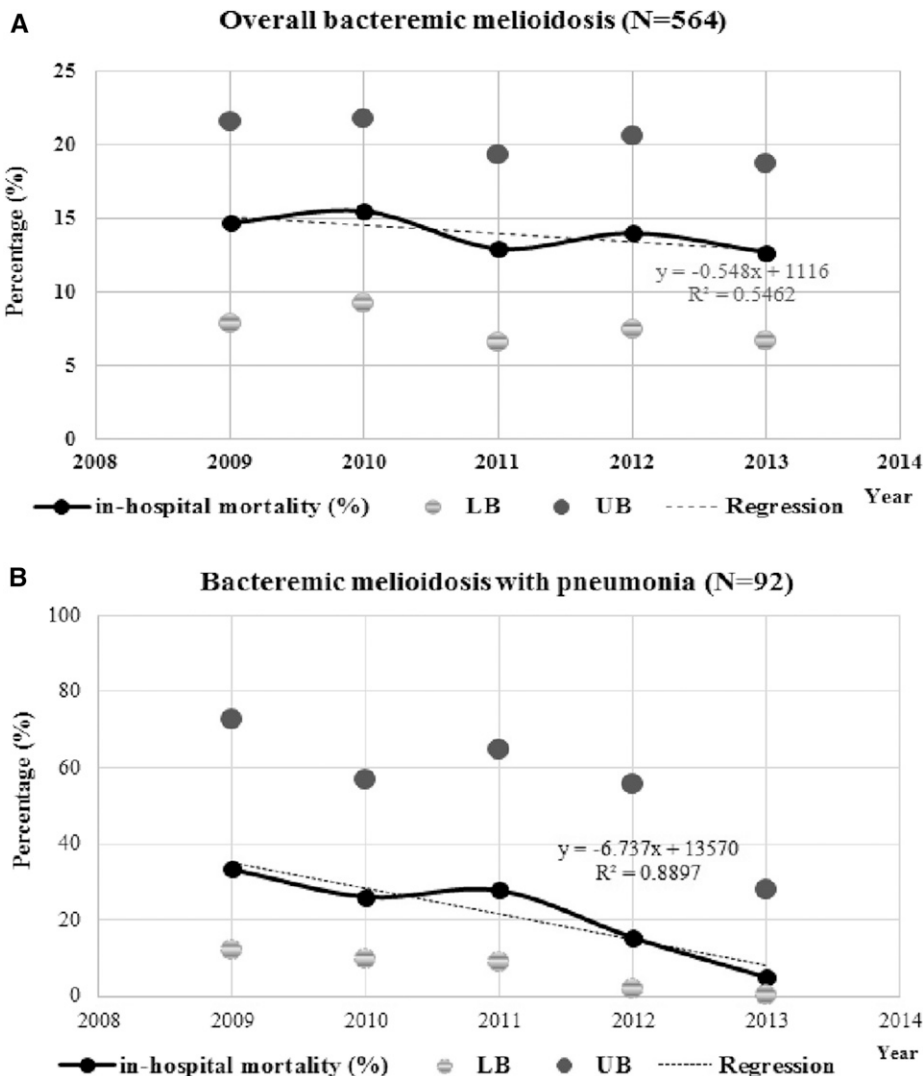 A
Overall bacteremic melioidosis (N=564)
25
20
15
10
5
0
Percentage (%)
y = -0.548x + 1116
R² = 0.5462
2008 2009 2010 2011 2012 2013 2014
Year
in-hospital mortality (%) LB UB Regression
B
Bacteremic melioidosis with pneumonia (N=92)
100
80
60
40
20
0
Percentage (%)
y = -6.737x + 13570
R² = 0.8897
2008 2009 2010 2011 2012 2013 2014
Year
in-hospital mortality (%) LB UB Regression